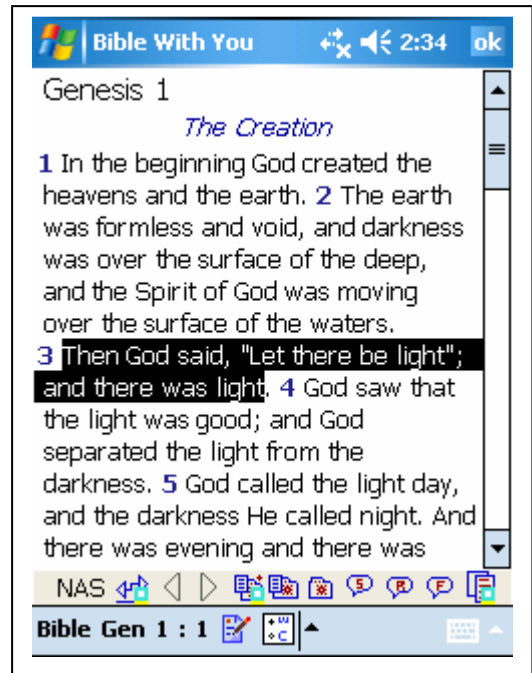 Bible With You 2:34 ok
Genesis 1
The Creation
1 In the beginning God created the
heavens and the earth. 2 The earth
was formless and void, and darkness
was over the surface of the deep,
and the Spirit of God was moving
over the surface of the waters.
3 Then God said, "Let there be light";
and there was light. 4 God saw that
the light was good; and God
separated the light from the
darkness. 5 God called the light day,
and the darkness He called night. And
there was evening and there was
NAS S R F
Bible Gen 1 : 1